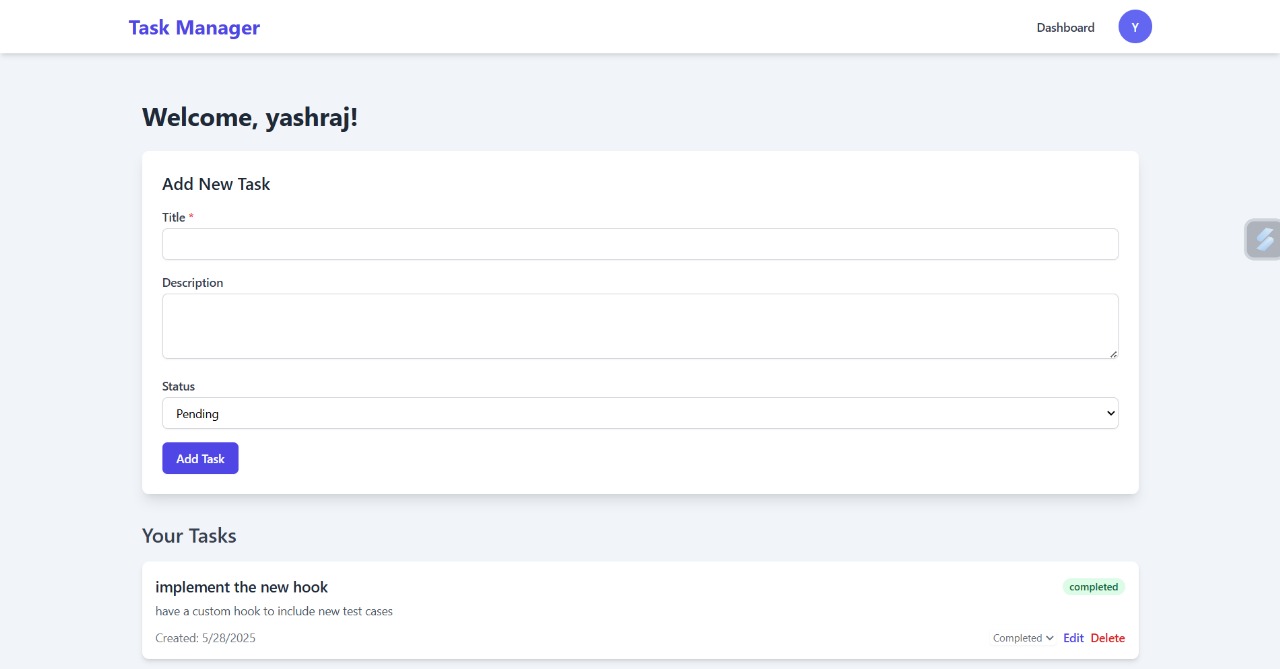 Task Manager
Dashboard
Y
Welcome, yashraj!
Add New Task
Title *
Description
Status
Pending
Add Task
Your Tasks
implement the new hook
completed
have a custom hook to include new test cases
Created: 5/28/2025
Completed
Edit Delete